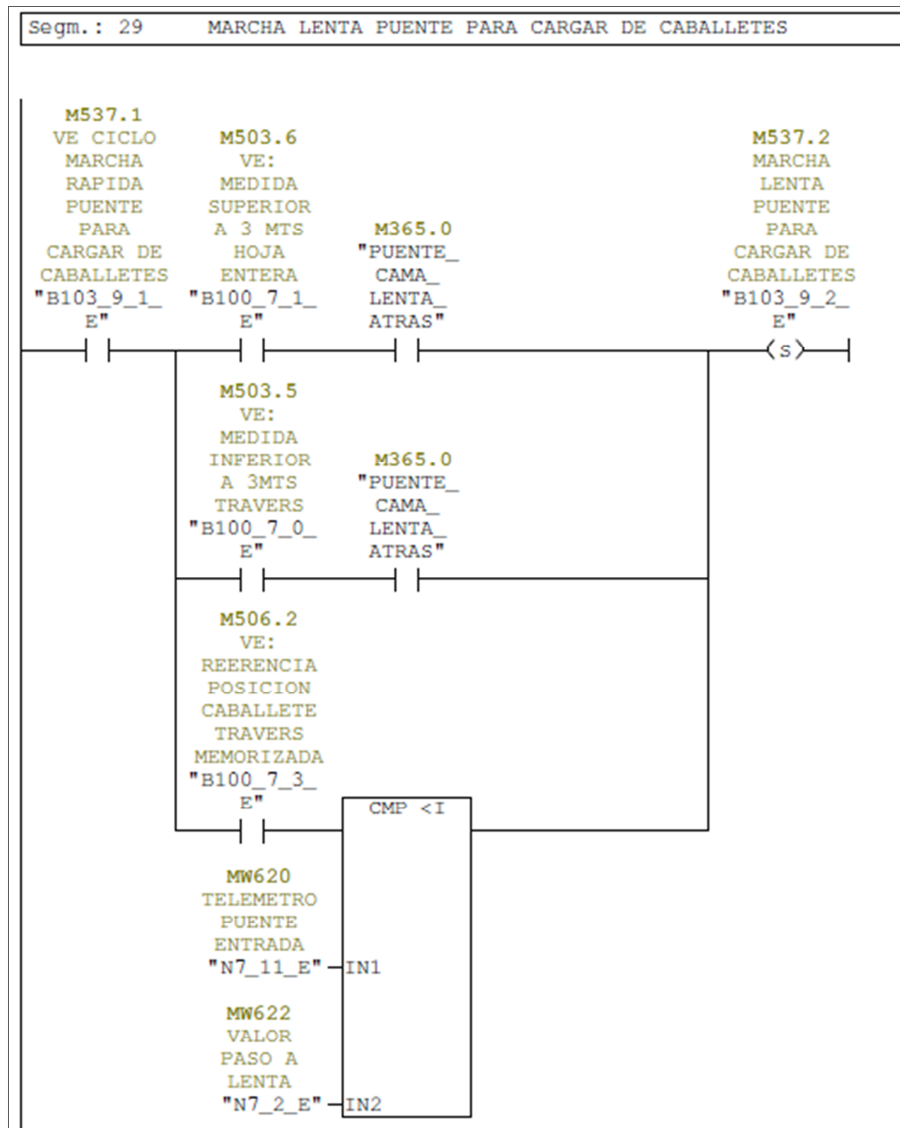 Segm.: 29 MARCHA LENTA PUENTE PARA CARGAR DE CABALLETES
M537.1
VE CICLO
MARCHA
RAPIDA
PUENTE
PARA
CARGAR DE
CABALLETES
"B103_9_1_
E"
M503.6
VE:
MEDIDA
SUPERIOR
A 3 MTS
HOJA
ENTERA
"B100_7_1_
E"
M365.0
"PUENTE_
CAMA_
LENTA_
ATRAS"
M537.2
MARCHA
LENTA
PUENTE
PARA
CARGAR DE
CABALLETES
"B103_9_2_
E"
S
M503.5
VE:
MEDIDA
INFERIOR
A 3MTS
TRAVERS
"B100_7_0_
E"
M365.0
"PUENTE_
CAMA_
LENTA_
ATRAS"
M506.2
VE:
REERENCIA
POSICION
CABALLETE
TRAVERS
MEMORIZADA
"B100_7_3_
E"
CMP <I
MW620
TELEMETRO
PUENTE
ENTRADA
"N7_11_E" IN1
MW622
VALOR
PASO A
LENTA
"N7_2_E" IN2